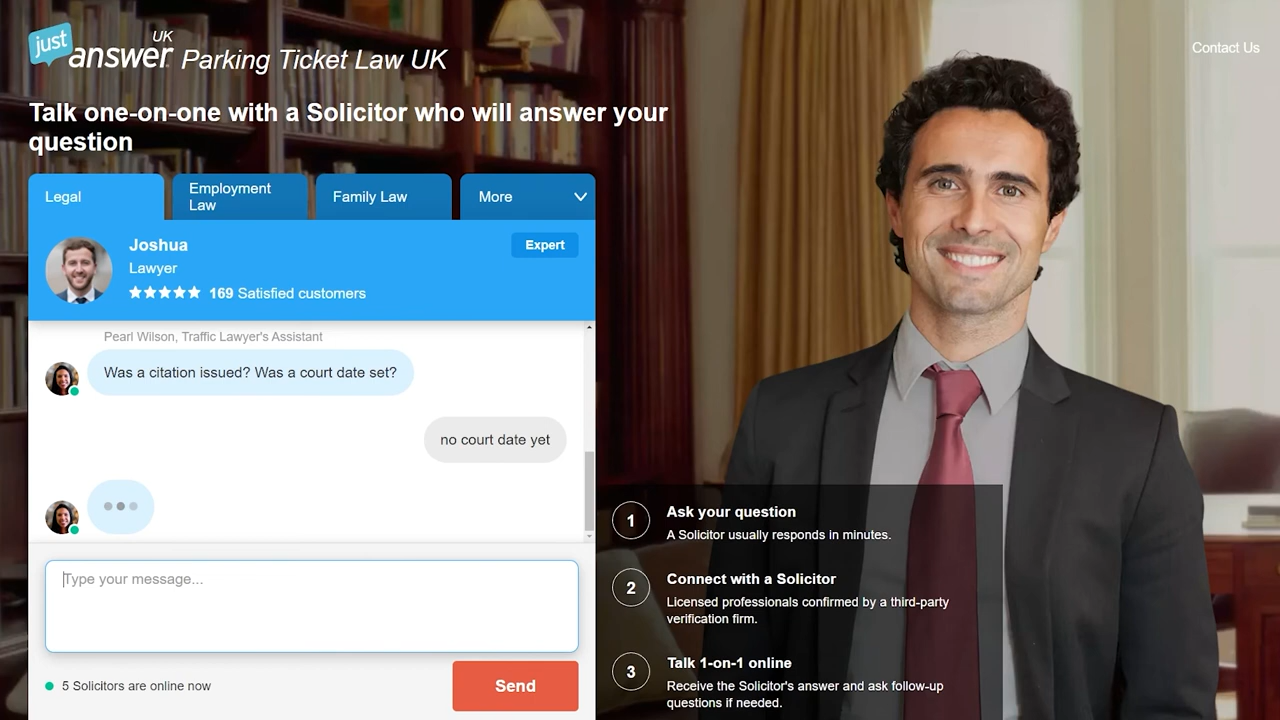 just
answer
UK
Parking Ticket Law UK
Contact Us
Talk one-on-one with a Solicitor who will answer your
question
Legal
Employment
Law
Family Law
More
Joshua
Expert
Lawyer
169 Satisfied customers
Pearl Wilson, Traffic Lawyer's Assistant
Was a citation issued? Was a court date set?
no court date yet
Type your message...
5 Solicitors are online now
Send
1
Ask your question
A Solicitor usually responds in minutes.
2
Connect with a Solicitor
Licensed professionals confirmed by a third-party
verification firm.
3
Talk 1-on-1 online
Receive the Solicitor's answer and ask follow-up
questions if needed.